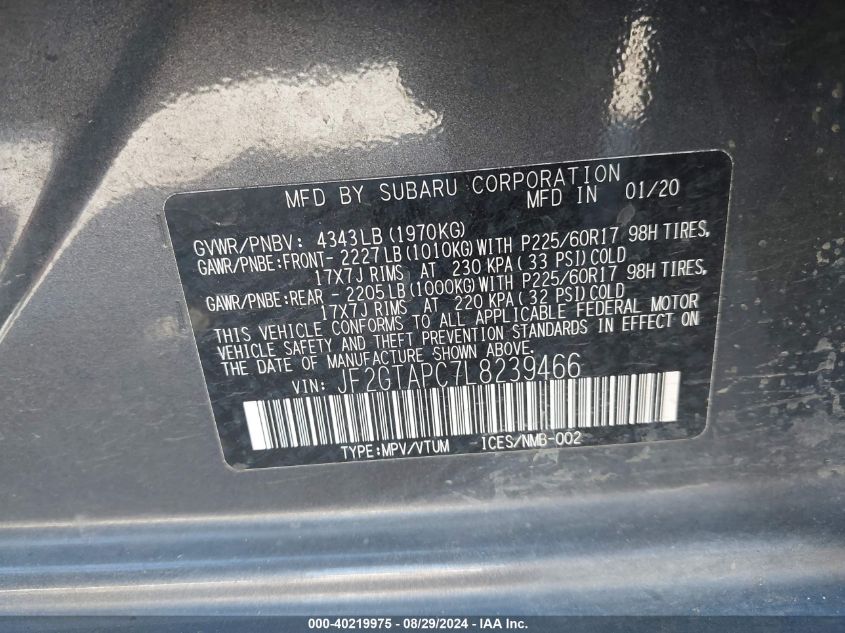 MFD BY SUBARU CORPORATION
MFD IN 01/20
GVWR/PNBV: 4343LB(1970KG)
GAWR/PNBE:FRONT- 2227LB(1010KG)WITH P225/60R17 98H TIRES,
17X7J RIMS AT 230 KPA(33 PSI)COLD
GAWR/PNBE:REAR - 2205LB(1000KG)WITH P225/60R17 98H TIRES,
17X7J RIMS AT 220 KPA(32 PSI)COLD
THIS VEHICLE CONFORMS TO ALL APPLICABLE FEDERAL MOTOR
VEHICLE SAFETY AND THEFT PREVENTION STANDARDS IN EFFECT ON
THE DATE OF MANUFACTURE SHOWN ABOVE.
VIN: JF2GTAPC7L8239466
TYPE:MPV/VTUM ICES/NMB-002
000-40219975 - 08/29/2024 - IAAI.com